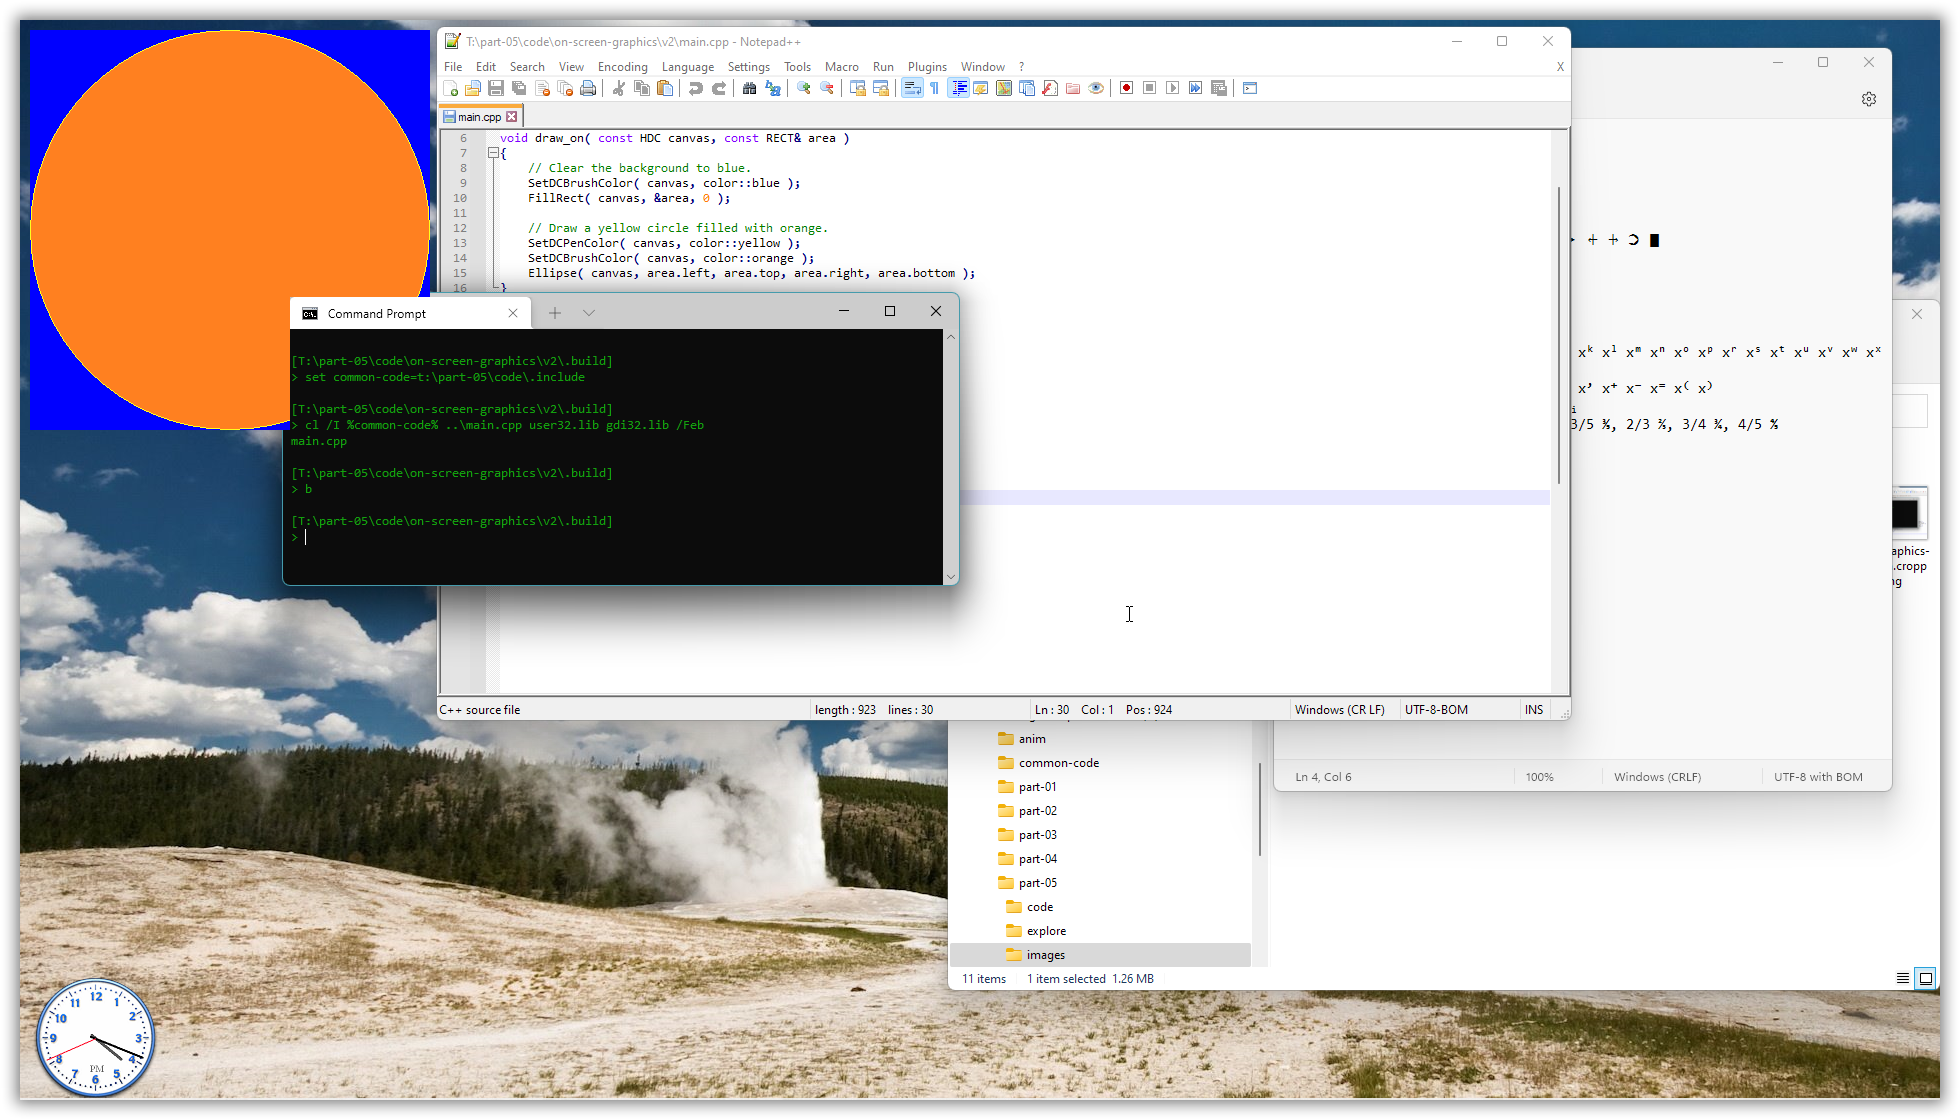 T:\part-05\code\on-screen-graphics\v2\main.cpp - Notepad++
File Edit Search View Encoding Language Settings Tools Macro Run Plugins Window ?
X
main.cpp
6 void draw_on( const HDC canvas, const RECT& area )
7 {
8 // Clear the background to blue.
9 SetDCBrushColor( canvas, color::blue );
10 FillRect( canvas, &area, 0 );
11
12 // Draw a yellow circle filled with orange.
13 SetDCPenColor( canvas, color::yellow );
14 SetDCBrushColor( canvas, color::orange );
15 Ellipse( canvas, area.left, area.top, area.right, area.bottom );
16 }
Command Prompt
[T:\part-05\code\on-screen-graphics\v2\.build]
> set common-code=t:\part-05\code\.include
[T:\part-05\code\on-screen-graphics\v2\.build]
> cl /I %common-code% ..\main.cpp user32.lib gdi32.lib /Feb
main.cpp
[T:\part-05\code\on-screen-graphics\v2\.build]
> b
[T:\part-05\code\on-screen-graphics\v2\.build]
>
C++ source file length : 923 lines : 30 Ln : 30 Col : 1 Pos : 924 Windows (CR LF) UTF-8-BOM INS
xᵏ xˡ xᵐ xⁿ xᵒ xᵖ xʳ xˢ xᵗ xᵘ xᵛ xʷ xˣ
x’ x⁺ x⁻ x⁼ x⁽ x⁾
i
3/5 ⅗, 2/3 ⅔, 3/4 ¾, 4/5 ⅘
Ln 4, Col 6 100% Windows (CRLF) UTF-8 with BOM
aphics-
.cropp
ng
anim
common-code
part-01
part-02
part-03
part-04
part-05
code
explore
images
11 items 1 item selected 1.26 MB
12
11 1
10 2
9 3
8 4
PM
7 5
6